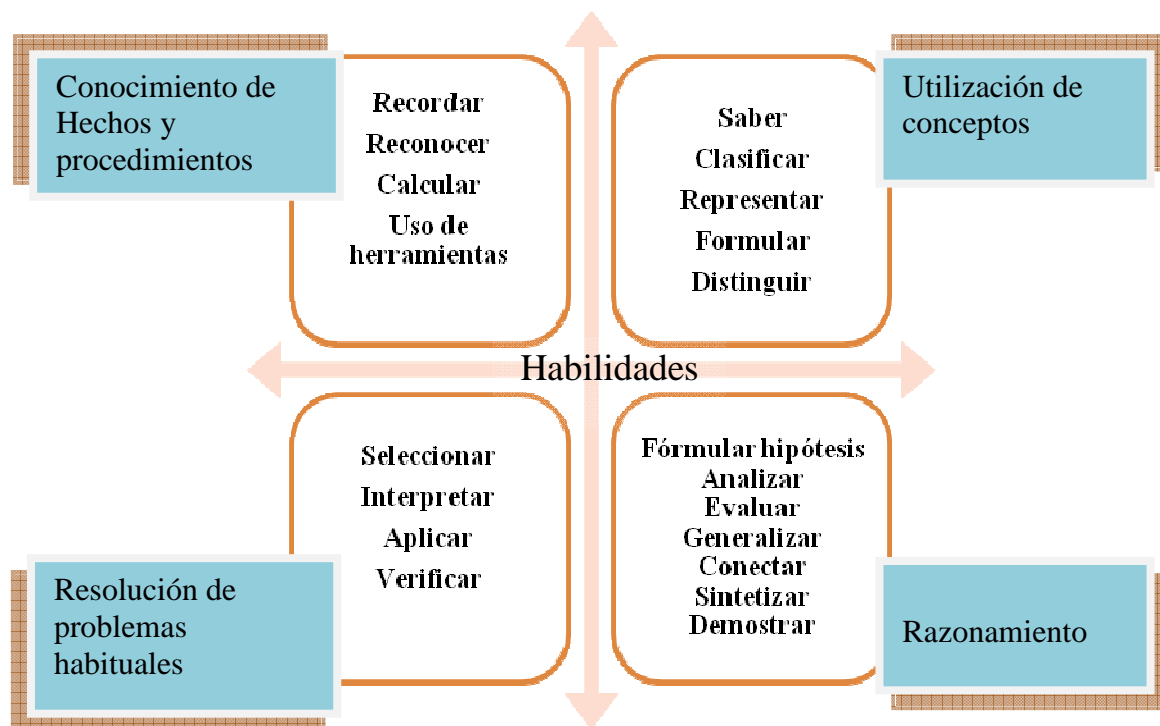 Conocimiento de
Hechos y
procedimientos
Recordar
Reconocer
Calcular
Uso de
herramientas
Saber
Clasificar
Representar
Formular
Distinguir
Utilización de
conceptos
Habilidades
Resolución de
problemas
habituales
Seleccionar
Interpretar
Aplicar
Verificar
Fórmular hipótesis
Analizar
Evaluar
Generalizar
Conectar
Sintetizar
Demostrar
Razonamiento